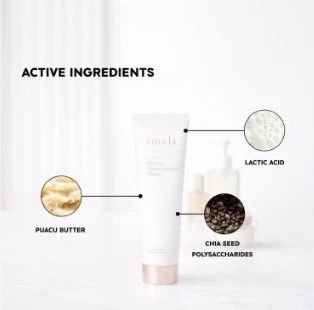 ACTIVE INGREDIENTS
amala
LACTIC ACID
PUACU BUTTER
CHIA SEED
POLYSACCHARIDES